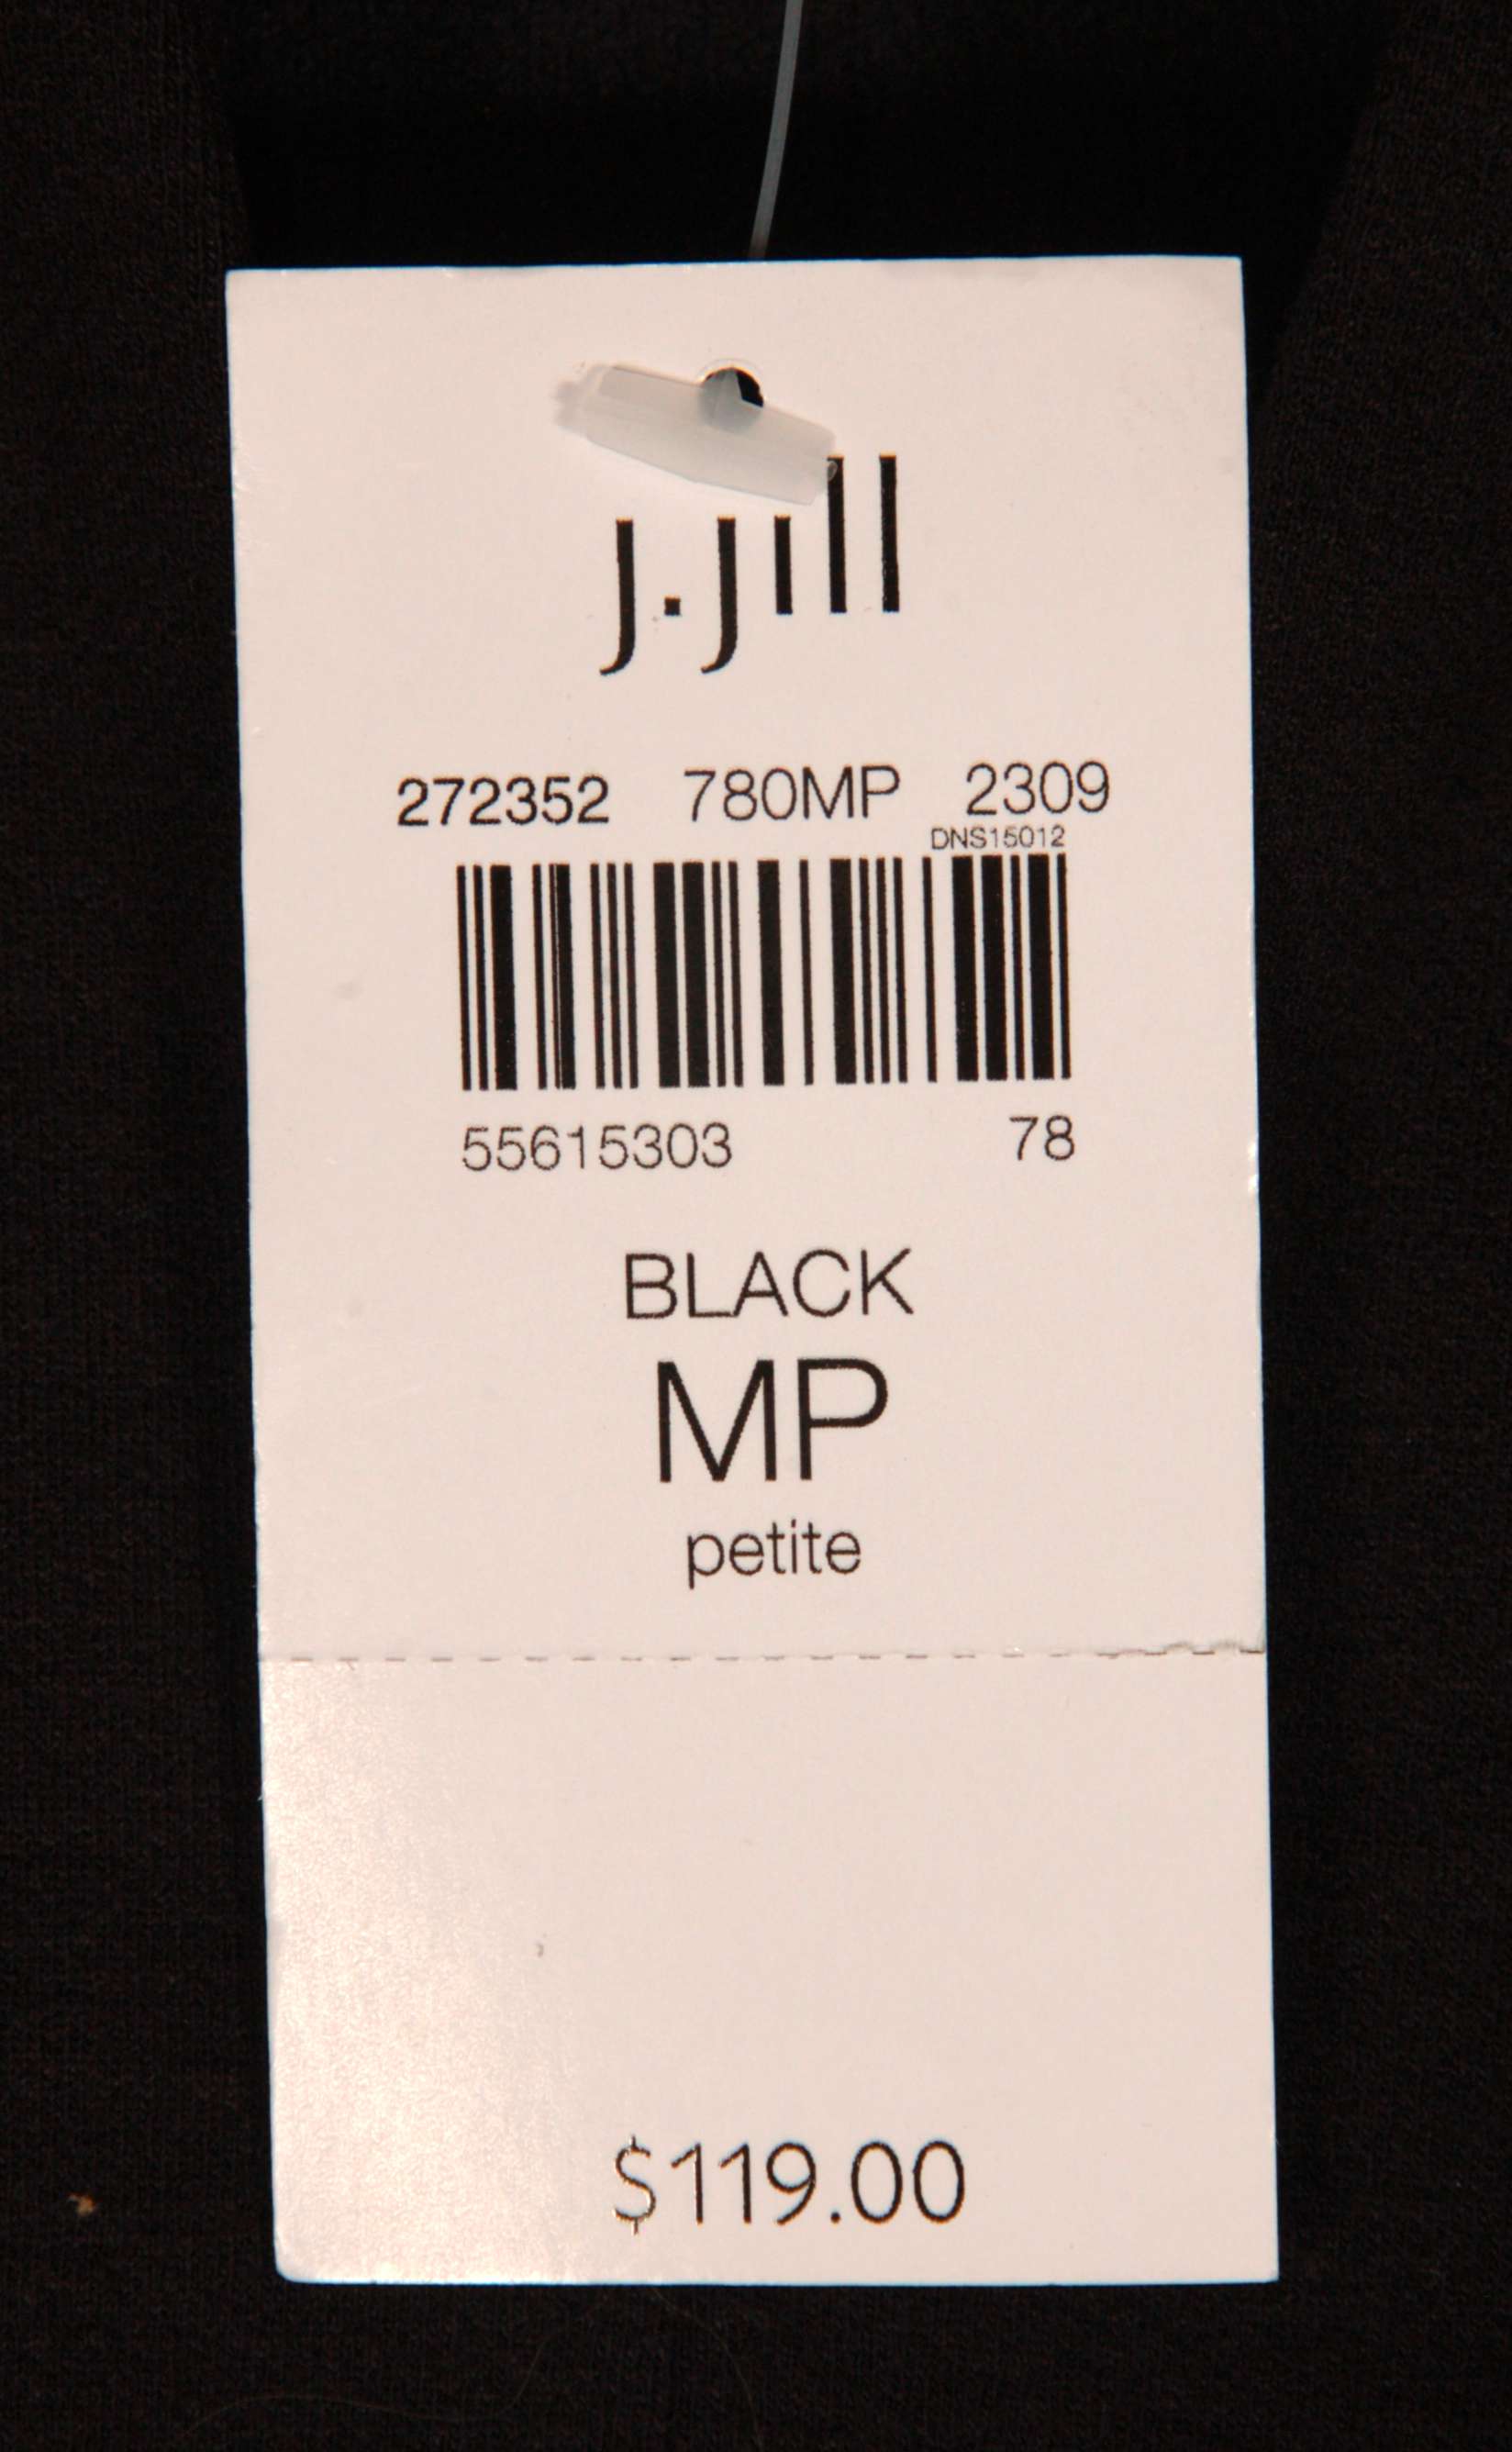 j.jill
272352 780MP 2309
DNS15012
55615303 78
BLACK
MP
petite
$119.00